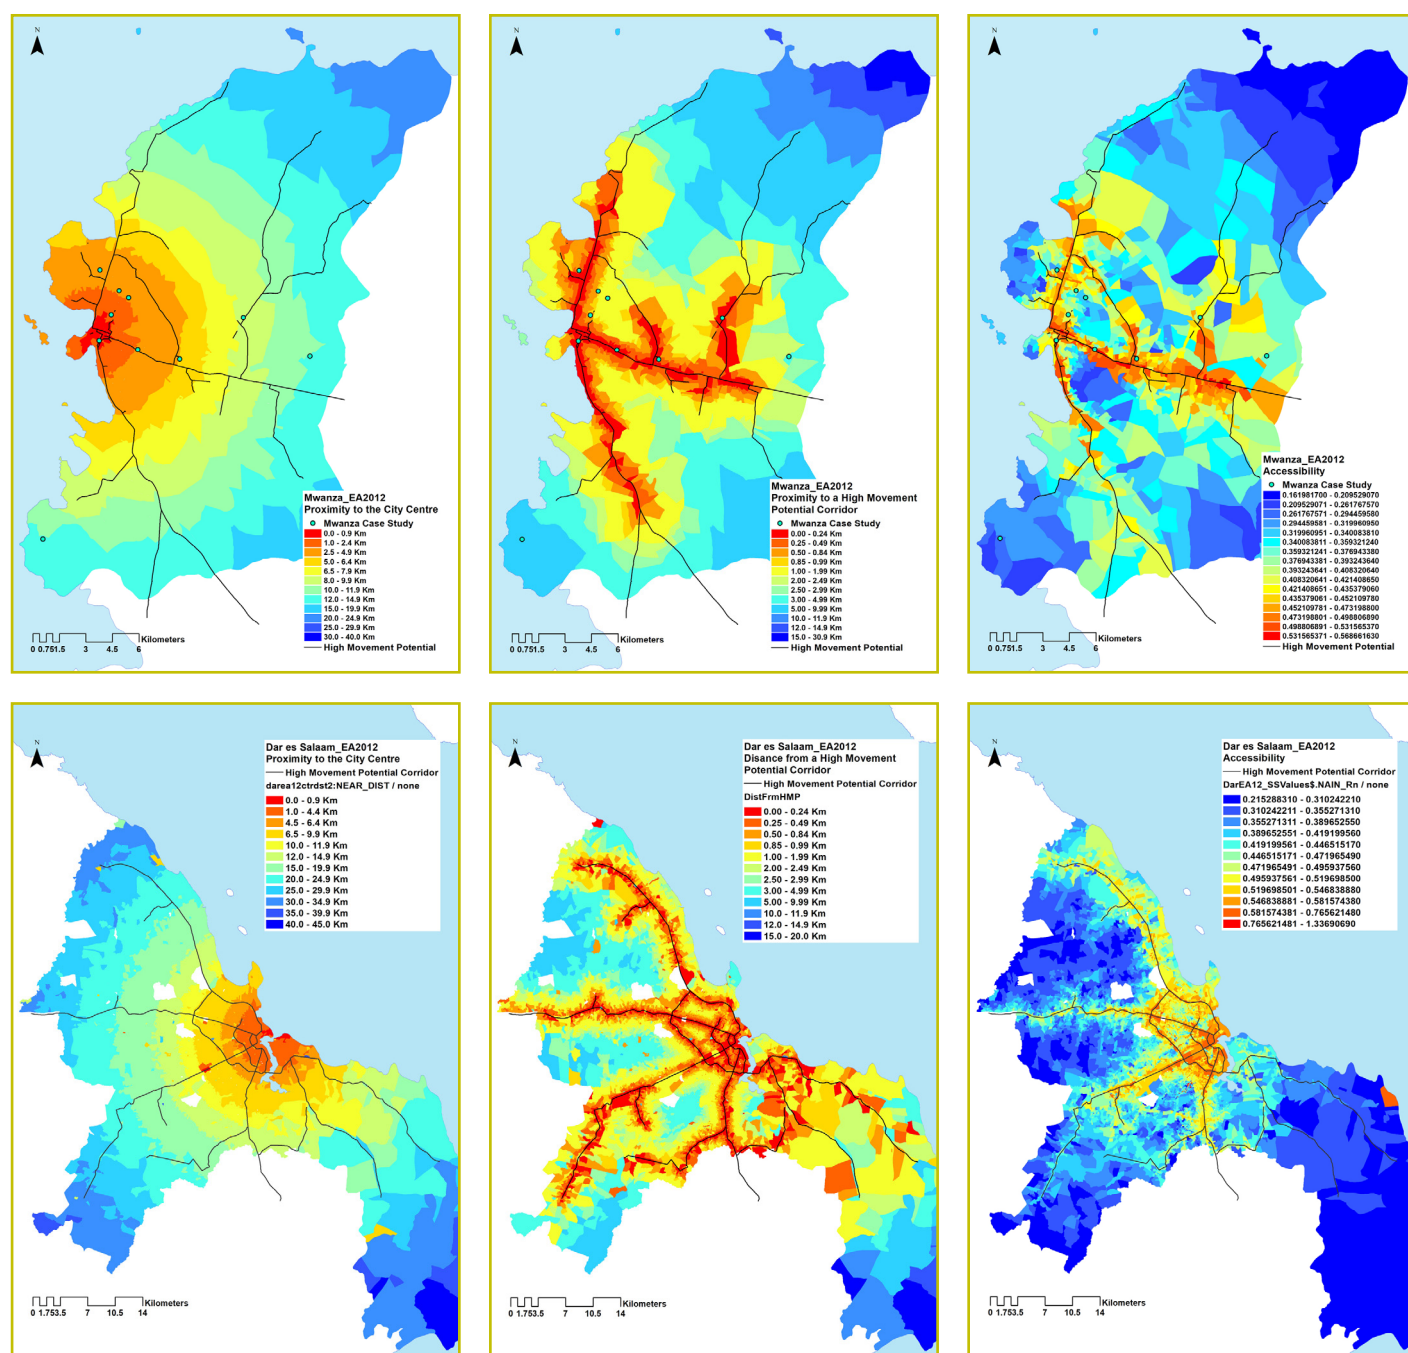 N
Mwanza_EA2012
Proximity to the City Centre
Mwanza Case Study
0.0 - 0.9 Km
1.0 - 2.4 Km
2.5 - 4.9 Km
5.0 - 6.4 Km
6.5 - 7.9 Km
8.0 - 9.9 Km
10.0 - 11.9 Km
12.0 - 14.9 Km
15.0 - 19.9 Km
20.0 - 24.9 Km
25.0 - 29.9 Km
30.0 - 40.0 Km
High Movement Potential
Kilometers
0 0.751.5 3 4.5 6
N
Mwanza_EA2012
Proximity to a High Movement
Potential Corridor
Mwanza Case Study
0.00 - 0.24 Km
0.25 - 0.49 Km
0.50 - 0.84 Km
0.85 - 0.99 Km
1.00 - 1.99 Km
2.00 - 2.49 Km
2.50 - 2.99 Km
3.00 - 4.99 Km
5.00 - 9.99 Km
10.0 - 11.9 Km
12.0 - 14.9 Km
15.0 - 30.9 Km
High Movement Potential
Kilometers
0 0.751.5 3 4.5 6
N
Mwanza_EA2012
Accessibility
Mwanza Case Study
0.161981700 - 0.209529070
0.209529071 - 0.261767570
0.261767571 - 0.294459580
0.294459581 - 0.319960950
0.319960951 - 0.340083810
0.340083811 - 0.359321240
0.359321241 - 0.376943380
0.376943381 - 0.393243640
0.393243641 - 0.408320640
0.408320641 - 0.421408650
0.421408651 - 0.435379060
0.435379061 - 0.452109780
0.452109781 - 0.473198800
0.473198801 - 0.498806890
0.498806891 - 0.531565370
0.531565371 - 0.568661630
High Movement Potential
Kilometers
0 0.751.5 3 4.5 6
N
Dar es Salaam_EA2012
Proximity to the City Centre
High Movement Potential Corridor
darea12ctrdst2:NEAR_DIST / none
0.0 - 0.9 Km
1.0 - 4.4 Km
4.5 - 6.4 Km
6.5 - 9.9 Km
10.0 - 11.9 Km
12.0 - 14.9 Km
15.0 - 19.9 Km
20.0 - 24.9 Km
25.0 - 29.9 Km
30.0 - 34.9 Km
35.0 - 39.9 Km
40.0 - 45.0 Km
Kilometers
0 1.753.5 7 10.5 14
N
Dar es Salaam_EA2012
Disance from a High Movement
Potential Corridor
High Movement Potential Corridor
DistFrmHMP
0.00 - 0.24 Km
0.25 - 0.49 Km
0.50 - 0.84 Km
0.85 - 0.99 Km
1.00 - 1.99 Km
2.00 - 2.49 Km
2.50 - 2.99 Km
3.00 - 4.99 Km
5.00 - 9.99 Km
10.0 - 11.9 Km
12.0 - 14.9 Km
15.0 - 20.0 Km
Kilometers
0 1.753.5 7 10.5 14
N
Dar es Salaam_EA2012
Accessibility
High Movement Potential Corridor
DarEA12_SSValues$.NAIN_Rn / none
0.215288310 - 0.310242210
0.310242211 - 0.355271310
0.355271311 - 0.389652550
0.389652551 - 0.419199560
0.419199561 - 0.446515170
0.446515171 - 0.471965490
0.471965491 - 0.495937560
0.495937561 - 0.519698500
0.519698501 - 0.546838880
0.546838881 - 0.581574380
0.581574481 - 0.765621480
0.765621481 - 1.33690690
Kilometers
0 1.753.5 7 10.5 14